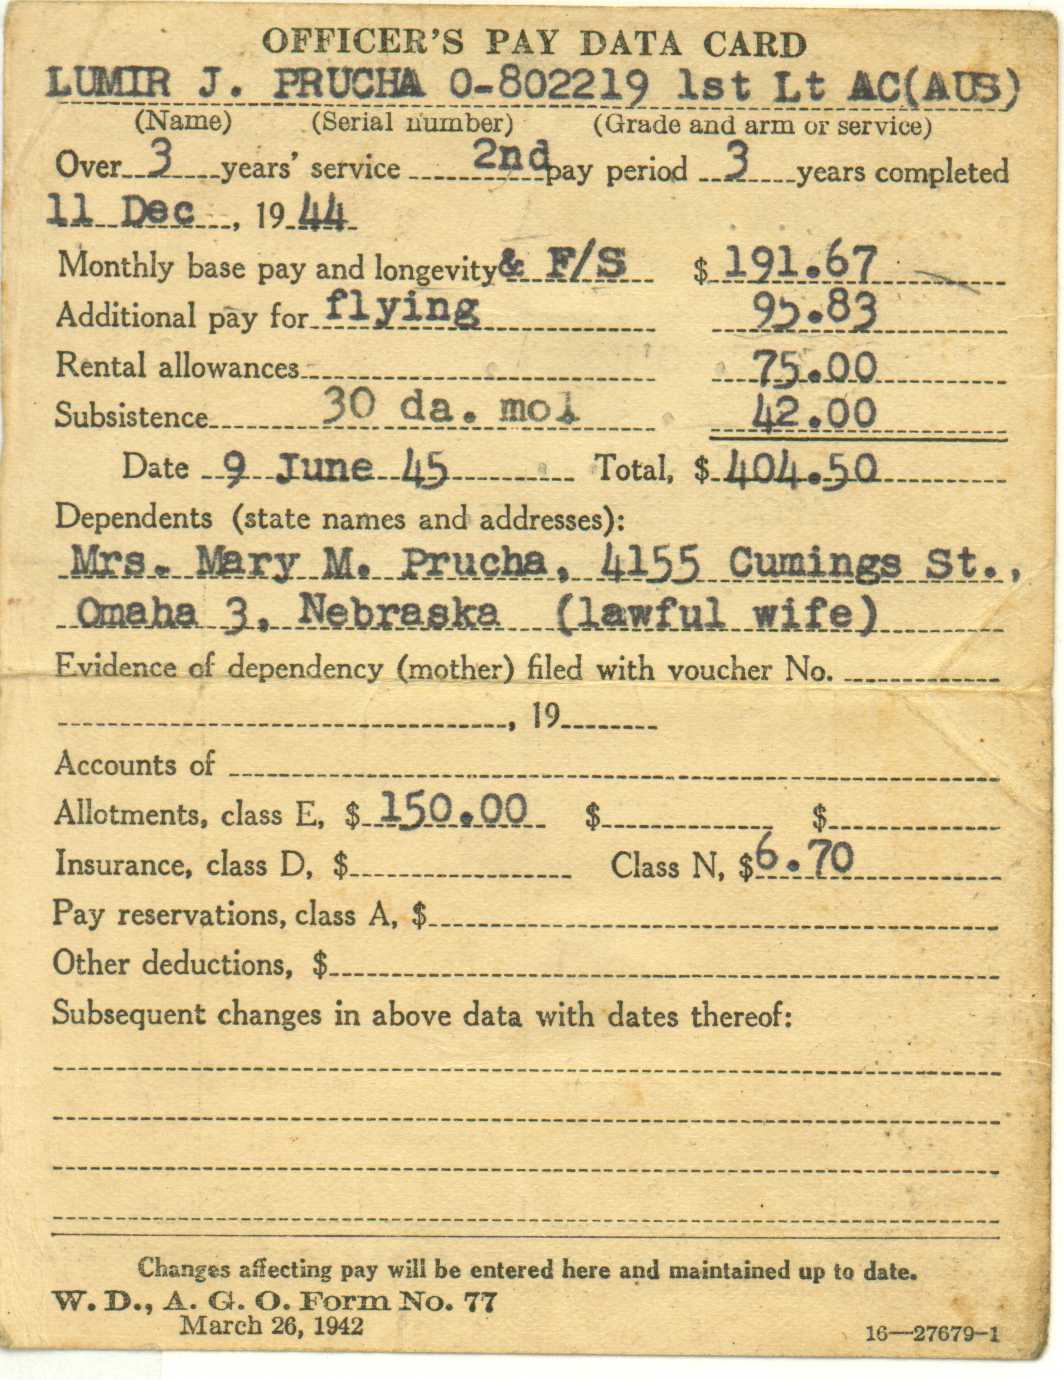 OFFICER'S PAY DATA CARD
LUMIR J. PRUCHA O-802219 1st Lt AC(AUS)
(Name) (Serial number) (Grade and arm or service)
Over 3 years' service 2nd pay period 3 years completed
11 Dec, 1944
Monthly base pay and longevity & F/S $ 191.67
Additional pay for flying 95.83
Rental allowances 75.00
Subsistence 30 da. mo1 42.00
Date 9 June 45 Total, $ 404.50
Dependents (state names and addresses):
Mrs. Mary M. Prucha, 4155 Cumings St.,
Omaha 3, Nebraska (lawful wife)
Evidence of dependency (mother) filed with voucher No.
, 19
Accounts of
Allotments, class E, $ 150.00 $ $
Insurance, class D, $ Class N, $6.70
Pay reservations, class A, $
Other deductions, $
Subsequent changes in above data with dates thereof:
Changes affecting pay will be entered here and maintained up to date.
W. D., A. G. O. Form No. 77
March 26, 1942
16—27679-1